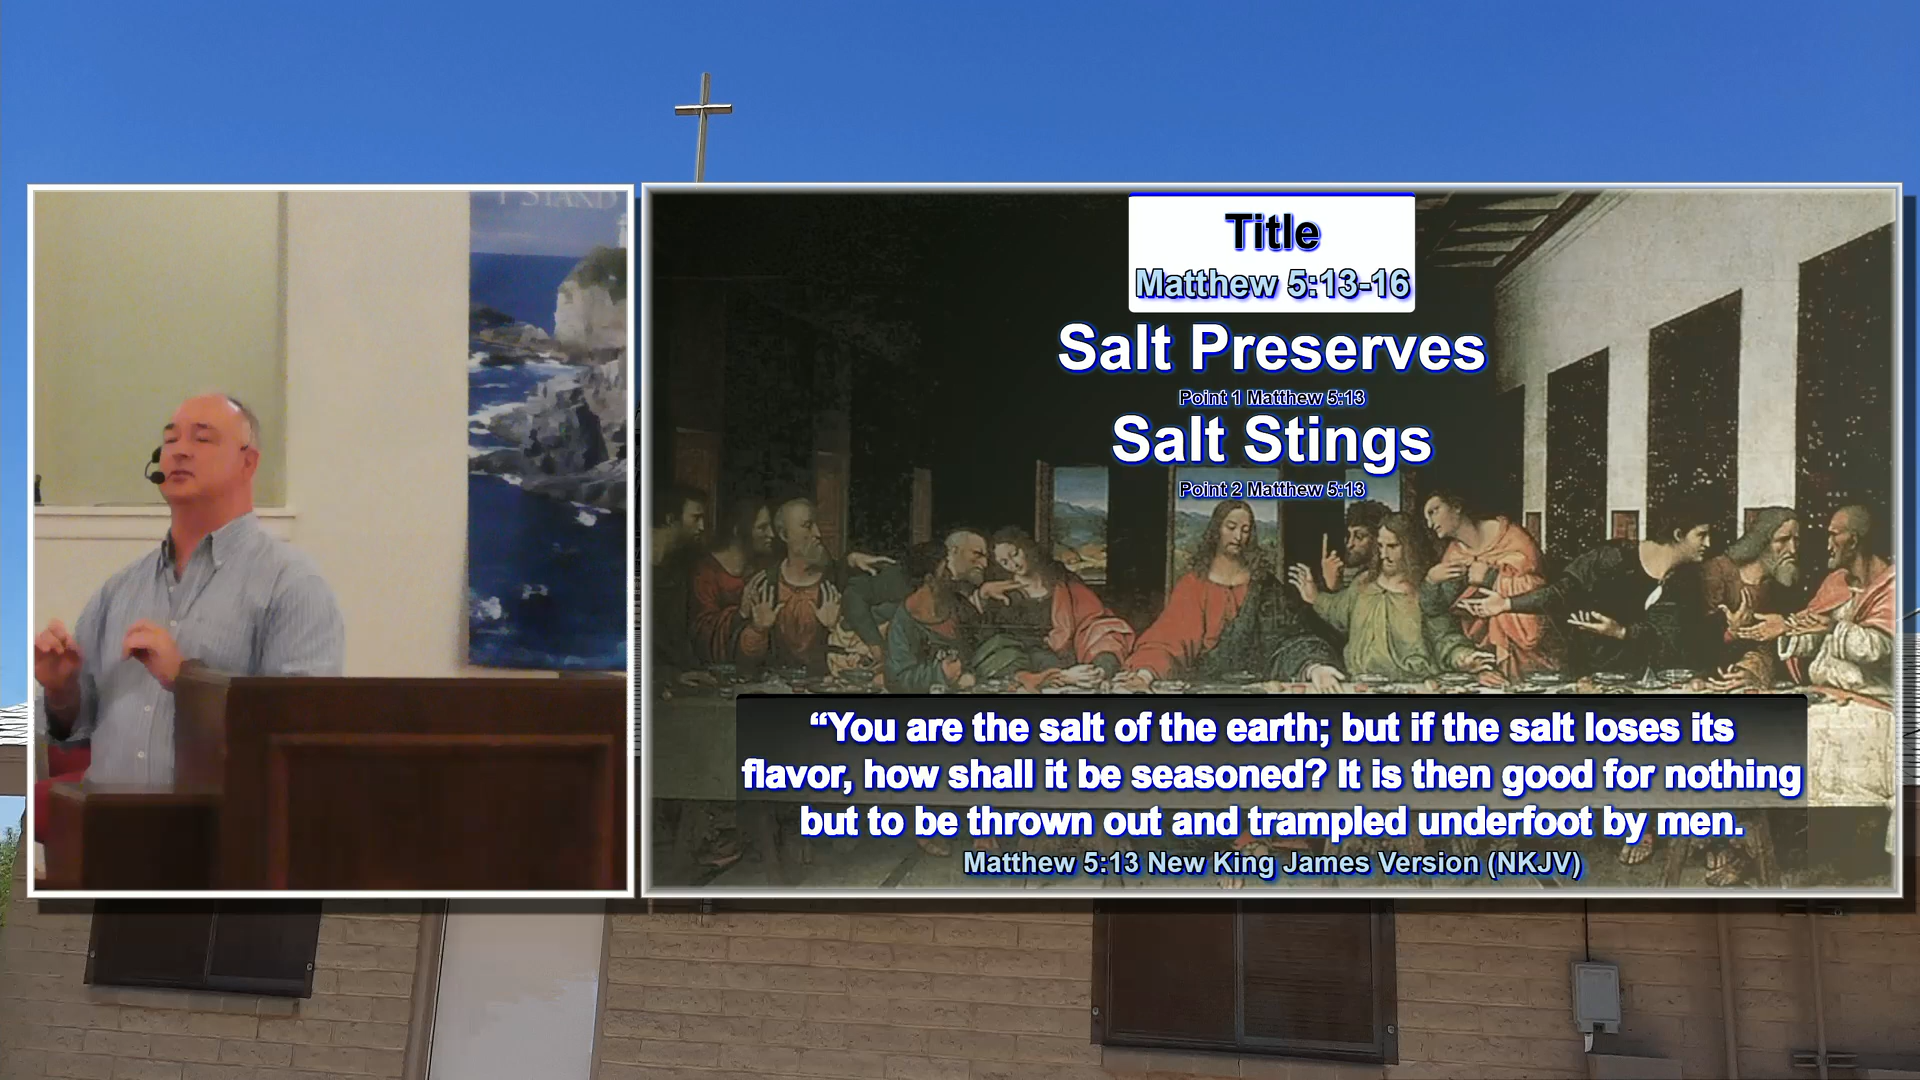 I STAND
Title
Matthew 5:13-16
Salt Preserves
Point 1 Matthew 5:13
Salt Stings
Point 2 Matthew 5:13
“You are the salt of the earth; but if the salt loses its
flavor, how shall it be seasoned? It is then good for nothing
but to be thrown out and trampled underfoot by men.
Matthew 5:13 New King James Version (NKJV)